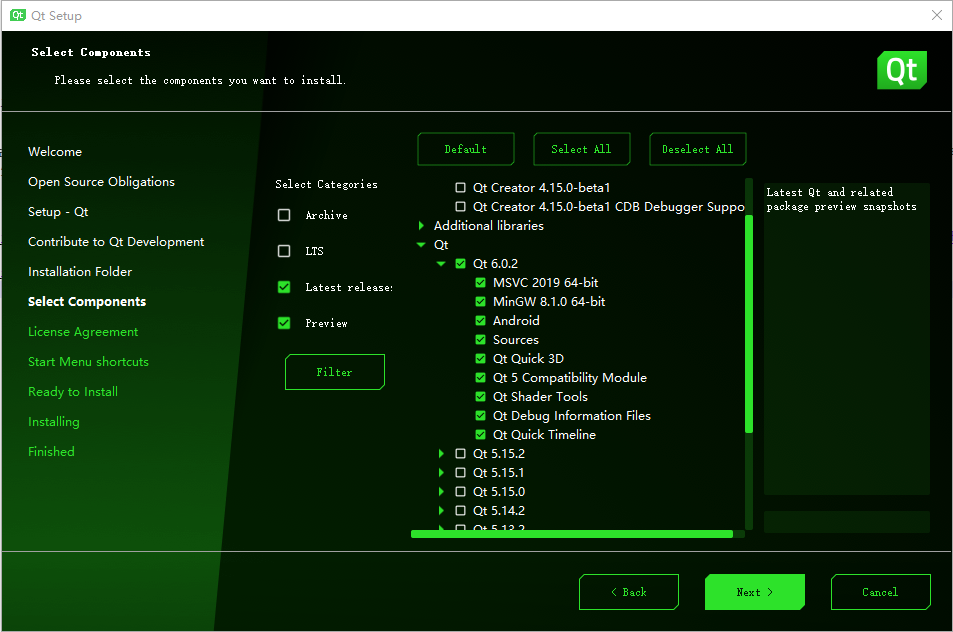 Qt Qt Setup
Select Components
Please select the components you want to install.
Qt
Welcome
Open Source Obligations
Setup - Qt
Contribute to Qt Development
Installation Folder
Select Components
License Agreement
Start Menu shortcuts
Ready to Install
Installing
Finished
Select Categories
Archive
LTS
Latest releases
Preview
Filter
Default Select All Deselect All
Qt Creator 4.15.0-beta1
Qt Creator 4.15.0-beta1 CDB Debugger Suppo
Additional libraries
Qt
Qt 6.0.2
MSVC 2019 64-bit
MinGW 8.1.0 64-bit
Android
Sources
Qt Quick 3D
Qt 5 Compatibility Module
Qt Shader Tools
Qt Debug Information Files
Qt Quick Timeline
Qt 5.15.2
Qt 5.15.1
Qt 5.15.0
Qt 5.14.2
Qt 5.13.2
Latest Qt and related
package preview snapshots
< Back Next > Cancel